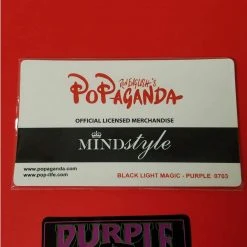 Ron English's
POPAGANDA
OFFICIAL LICENSED MERCHANDISE
MINDstyle
www.popaganda.com
www.pop-life.com
BLACK LIGHT MAGIC - PURPLE 0703
PURPLE